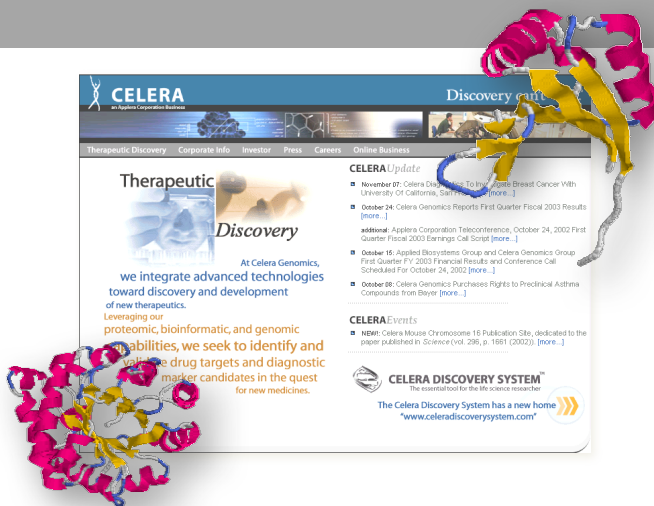 CELERA
an Applera Corporation Business
Discovery can't
Therapeutic Discovery Corporate Info Investor Press Careers Online Business
Therapeutic
Discovery
At Celera Genomics,
we integrate advanced technologies
toward discovery and development
of new therapeutics.
Leveraging our
proteomic, bioinformatic, and genomic
capabilities, we seek to identify and
validate drug targets and diagnostic
marker candidates in the quest
for new medicines.
CELERA Update
November 07: Celera Diagnostics To Investigate Breast Cancer With
University Of California, San [more...]
October 24: Celera Genomics Reports First Quarter Fiscal 2003 Results
[more...]
additional: Applera Corporation Teleconference, October 24, 2002 First
Quarter Fiscal 2003 Earnings Call Script [more...]
October 15: Applied Biosystems Group and Celera Genomics Group
First Quarter FY 2003 Financial Results and Conference Call
Scheduled For October 24, 2002 [more...]
October 08: Celera Genomics Purchases Rights to Preclinical Asthma
Compounds from Bayer [more...]
CELERA Events
NEW!: Celera Mouse Chromosome 16 Publication Site, dedicated to the
paper published in Science (vol. 296, p. 1661 (2002)). [more...]
CELERA DISCOVERY SYSTEM™
The essential tool for the life science researcher
The Celera Discovery System has a new home
"www.celeradiscoverysystem.com"